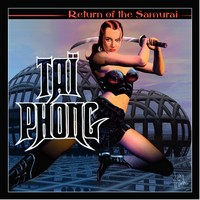 Return of the Samurai
TAÏ
PHONG